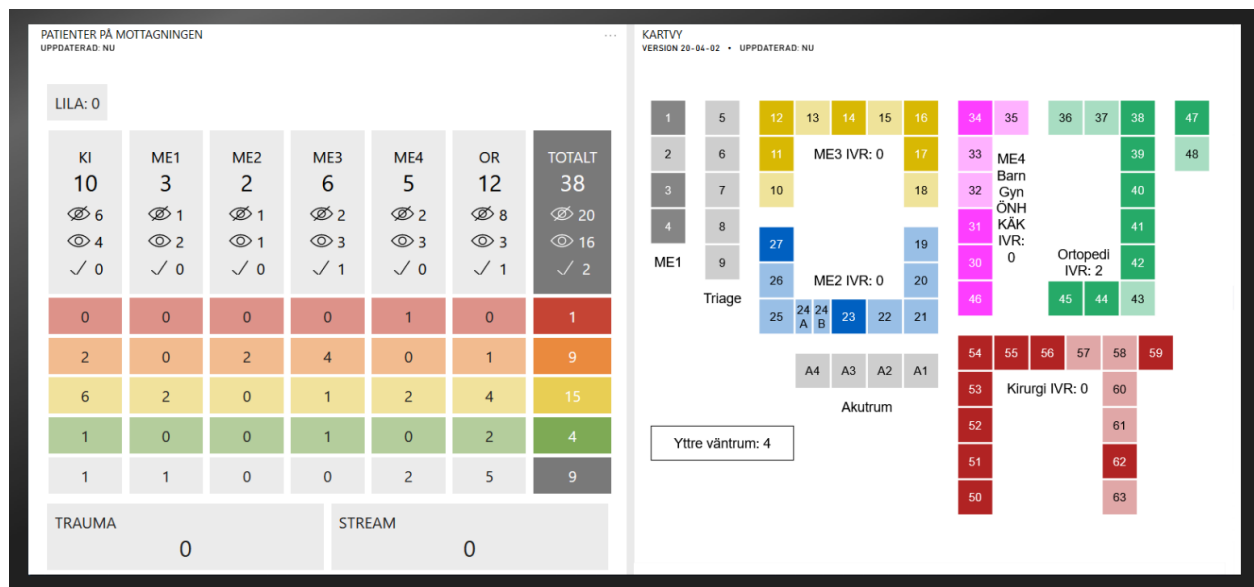 PATIENTER PÅ MOTTAGNINGEN
UPPDATERAD: NU
...
LILA: 0
KI ME1 ME2 ME3 ME4 OR TOTALT
10 3 2 6 5 12 38
6 1 1 2 2 8 20
4 2 1 3 3 3 16
0 0 0 1 0 1 2
0 0 0 0 1 0 1
2 0 2 4 0 1 9
6 2 0 1 2 4 15
1 0 0 1 0 2 4
1 1 0 0 2 5 9
TRAUMA
0
STREAM
0
KARTVY
VERSION 20-04-02 • UPPDATERAD: NU
1
2
3
4
ME1
5
6
7
8
9
Triage
12 13 14 15 16
11 ME3 IVR: 0 17
10 18
27 19
26 ME2 IVR: 0 20
25 24 A 24 B 23 22 21
A4 A3 A2 A1
Akutrum
Yttre väntrum: 4
34 35
33
32
31
30
46
ME4
Barn
Gyn
ÖNH
KÄK
IVR:
0
36 37 38
39
40
41
42
45 44 43
Ortopedi
IVR: 2
47
48
54 55 56 57 58 59
53 Kirurgi IVR: 0 60
52 61
51 62
50 63